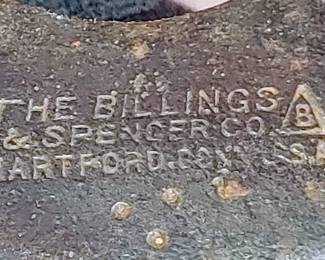 THE BILLINGS
& SPENCER CO. B
HARTFORD. CONN. U.S.A.